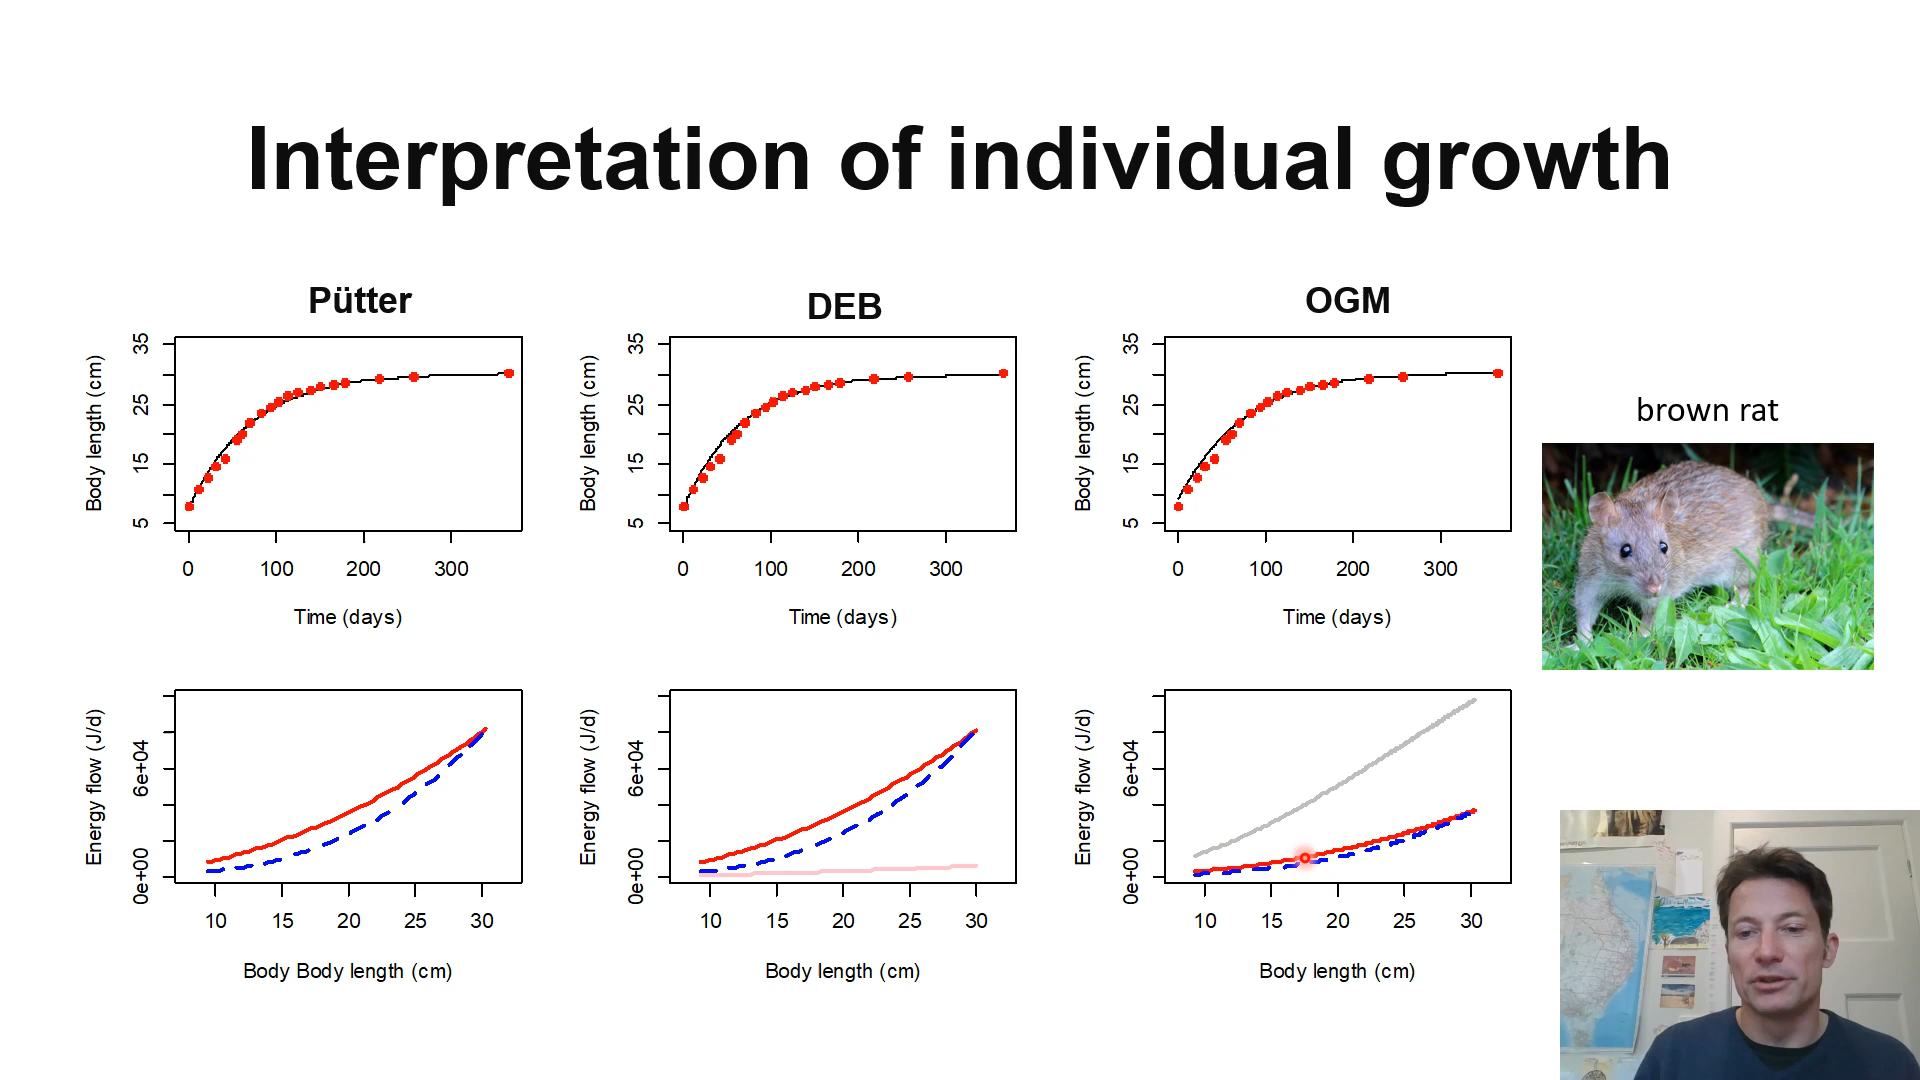 Interpretation of individual growth
Pütter
DEB
OGM
Body length (cm)
35
25
15
5
0 100 200 300
Time (days)
Body length (cm)
35
25
15
5
0 100 200 300
Time (days)
Body length (cm)
35
25
15
5
0 100 200 300
Time (days)
brown rat
Energy flow (J/d)
6e+04
0e+00
10 15 20 25 30
Body Body length (cm)
Energy flow (J/d)
6e+04
0e+00
10 15 20 25 30
Body length (cm)
Energy flow (J/d)
6e+04
0e+00
10 15 20 25 30
Body length (cm)